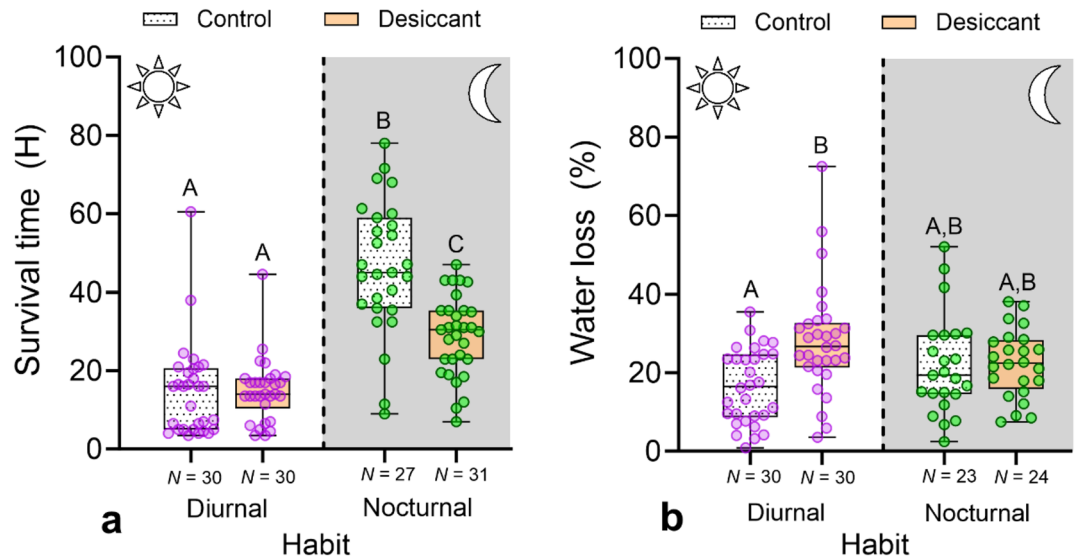 Control Desiccant
Survival time (H)
100
80
60
40
20
0
A
A
B
C
N = 30
N = 30
N = 27
N = 31
Diurnal
Nocturnal
a
Habit
Control Desiccant
Water loss (%)
100
80
60
40
20
0
A
B
A,B
A,B
N = 30
N = 30
N = 23
N = 24
Diurnal
Nocturnal
b
Habit